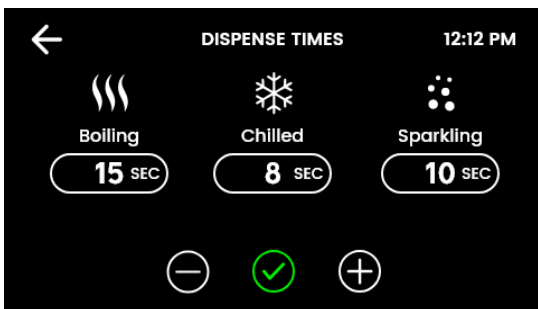 DISPENSE TIMES 12:12 PM
Boiling Chilled Sparkling
15 SEC 8 SEC 10 SEC